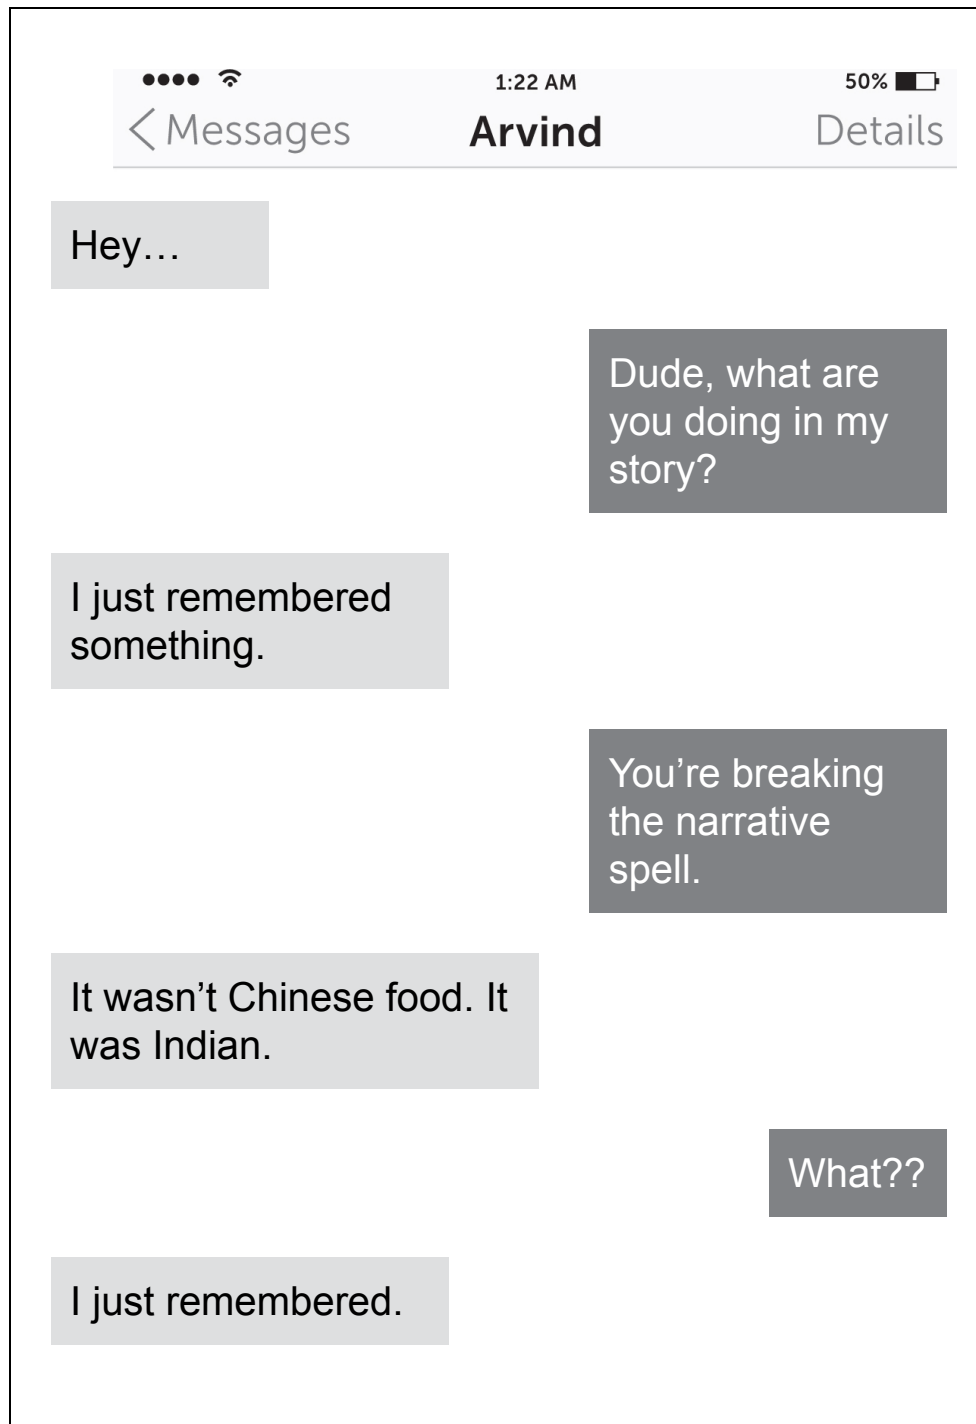 1:22 AM 50%
Messages Arvind Details
Hey…
Dude, what are
you doing in my
story?
I just remembered
something.
You’re breaking
the narrative
spell.
It wasn’t Chinese food. It
was Indian.
What??
I just remembered.